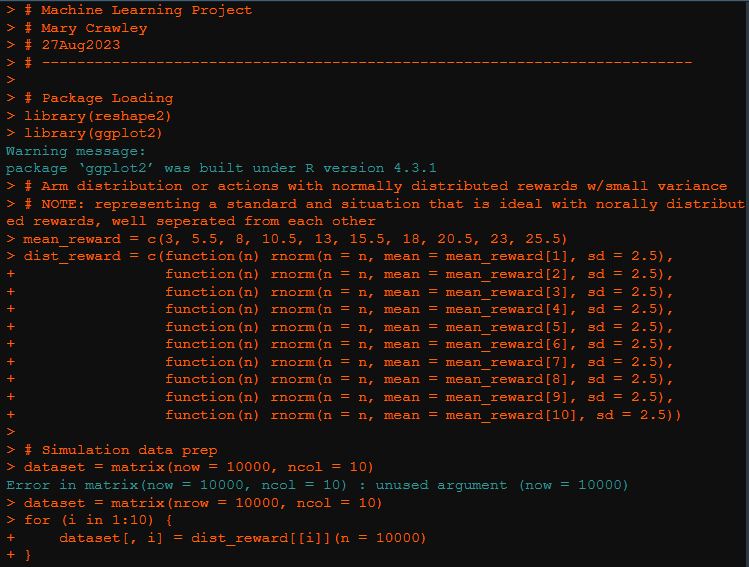 > # Machine Learning Project
> # Mary Crawley
> # 27Aug2023
> # ---------------------------------------------------------------------------
>
> # Package Loading
> library(reshape2)
> library(ggplot2)
Warning message:
package ‘ggplot2’ was built under R version 4.3.1
> # Arm distribution or actions with normally distributed rewards w/small variance
> # NOTE: representing a standard and situation that is ideal with norally distribut
ed rewards, well seperated from each other
> mean_reward = c(3, 5.5, 8, 10.5, 13, 15.5, 18, 20.5, 23, 25.5)
> dist_reward = c(function(n) rnorm(n = n, mean = mean_reward[1], sd = 2.5),
+                 function(n) rnorm(n = n, mean = mean_reward[2], sd = 2.5),
+                 function(n) rnorm(n = n, mean = mean_reward[3], sd = 2.5),
+                 function(n) rnorm(n = n, mean = mean_reward[4], sd = 2.5),
+                 function(n) rnorm(n = n, mean = mean_reward[5], sd = 2.5),
+                 function(n) rnorm(n = n, mean = mean_reward[6], sd = 2.5),
+                 function(n) rnorm(n = n, mean = mean_reward[7], sd = 2.5),
+                 function(n) rnorm(n = n, mean = mean_reward[8], sd = 2.5),
+                 function(n) rnorm(n = n, mean = mean_reward[9], sd = 2.5),
+                 function(n) rnorm(n = n, mean = mean_reward[10], sd = 2.5))
>
> # Simulation data prep
> dataset = matrix(now = 10000, ncol = 10)
Error in matrix(now = 10000, ncol = 10) : unused argument (now = 10000)
> dataset = matrix(nrow = 10000, ncol = 10)
> for (i in 1:10) {
+     dataset[, i] = dist_reward[[i]](n = 10000)
+ }